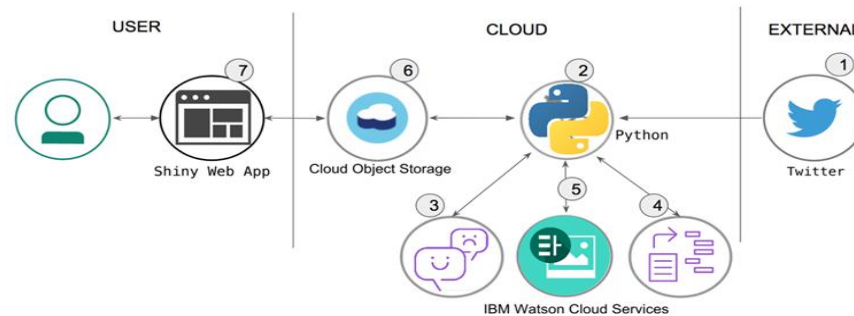 USER
CLOUD
EXTERNAL
7
6
2
1
Python
Shiny Web App
Cloud Object Storage
Twitter
3
5
4
IBM Watson Cloud Services